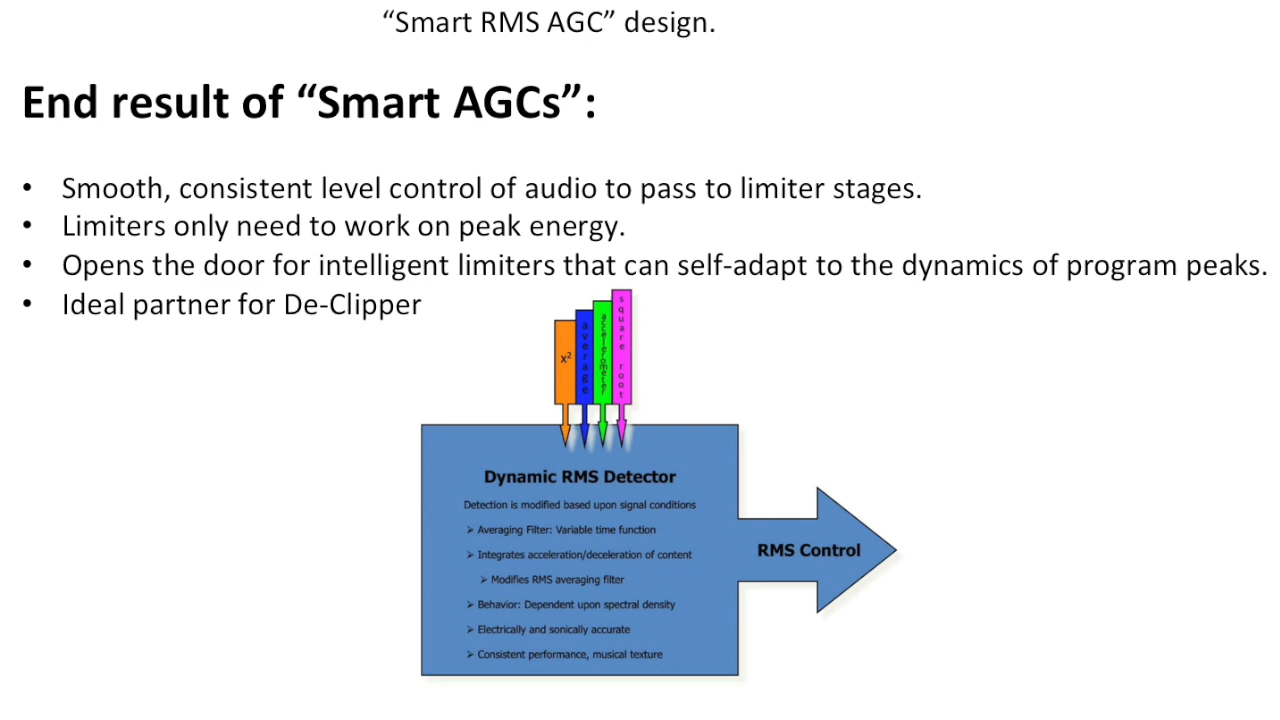 “Smart RMS AGC” design.
End result of “Smart AGCs”:
• Smooth, consistent level control of audio to pass to limiter stages.
• Limiters only need to work on peak energy.
• Opens the door for intelligent limiters that can self-adapt to the dynamics of program peaks.
• Ideal partner for De-Clipper
x²
average
accelerometer
square root
Dynamic RMS Detector
Detection is modified based upon signal conditions
➢ Averaging Filter: Variable time function
➢ Integrates acceleration/deceleration of content
➢ Modifies RMS averaging filter
➢ Behavior: Dependent upon spectral density
➢ Electrically and sonically accurate
➢ Consistent performance, musical texture
RMS Control